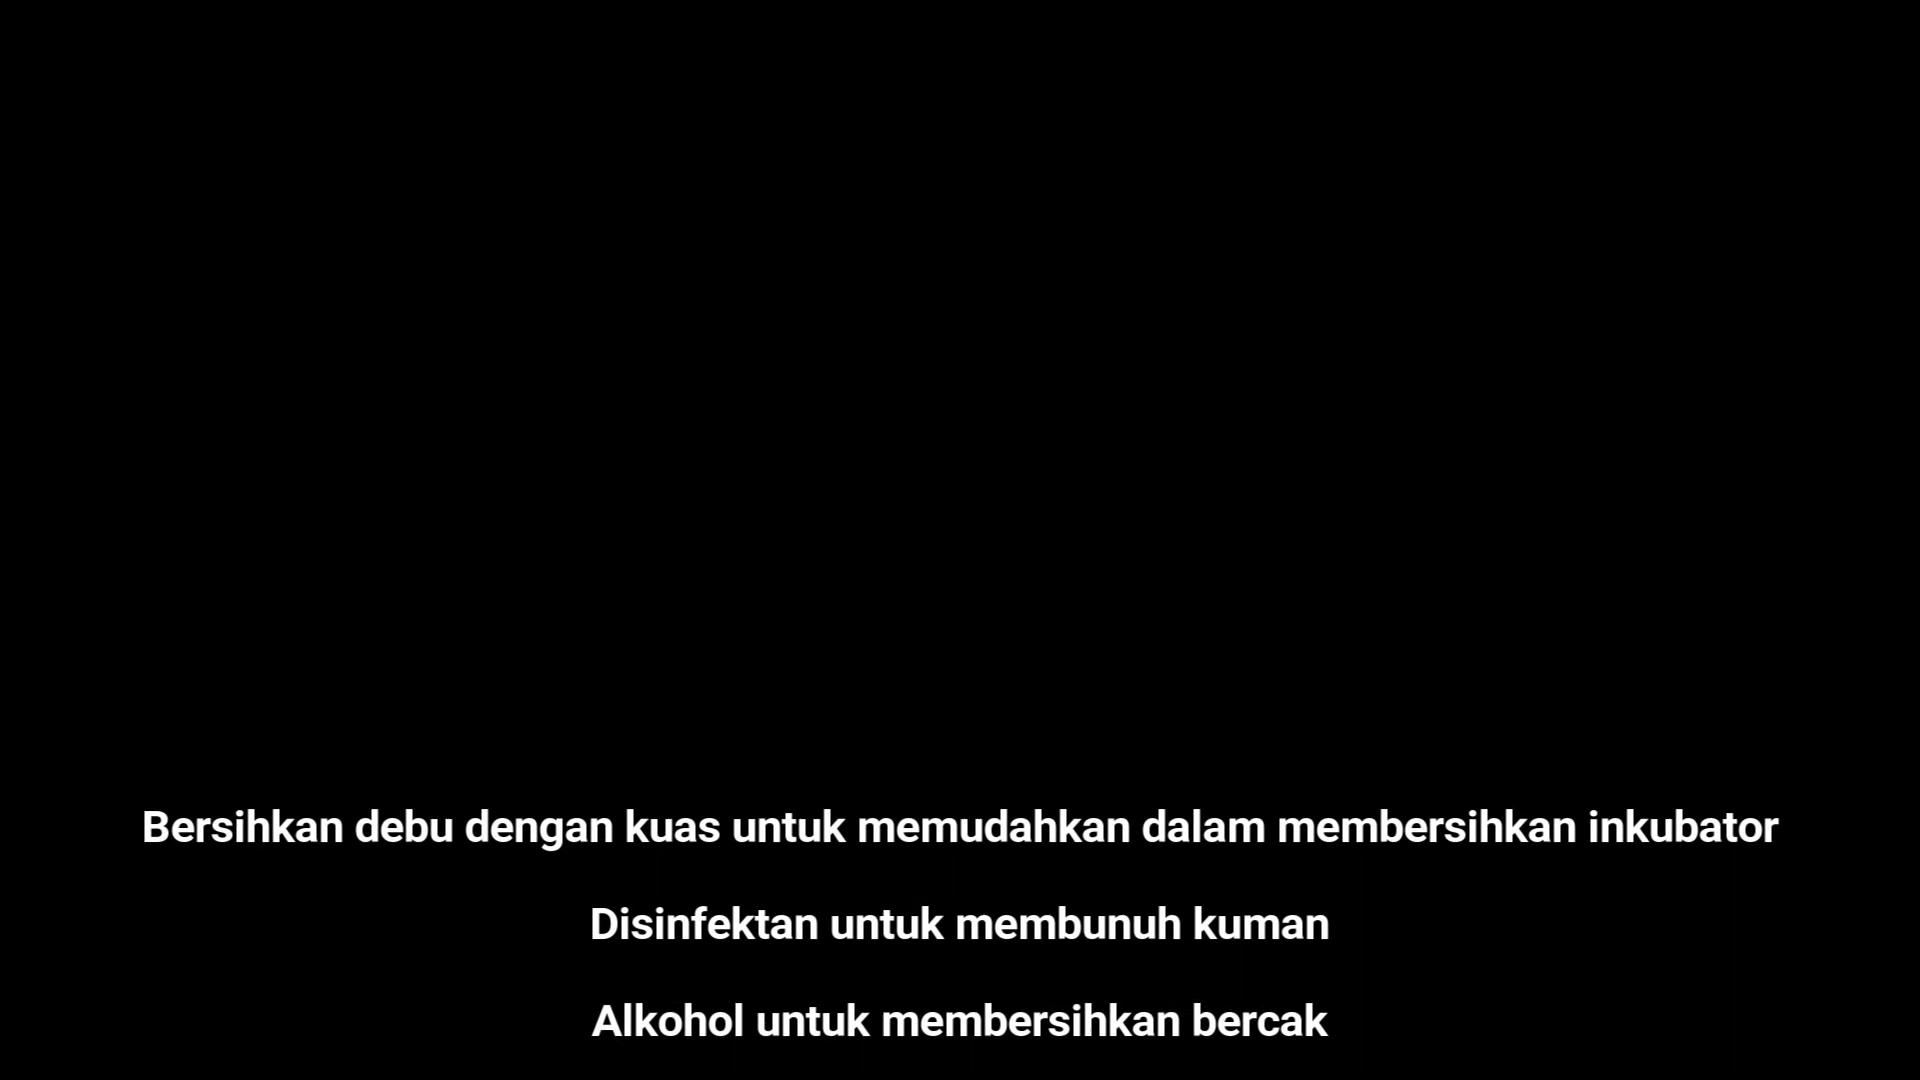 Bersihkan debu dengan kuas untuk memudahkan dalam membersihkan inkubator
Disinfektan untuk membunuh kuman
Alkohol untuk membersihkan bercak